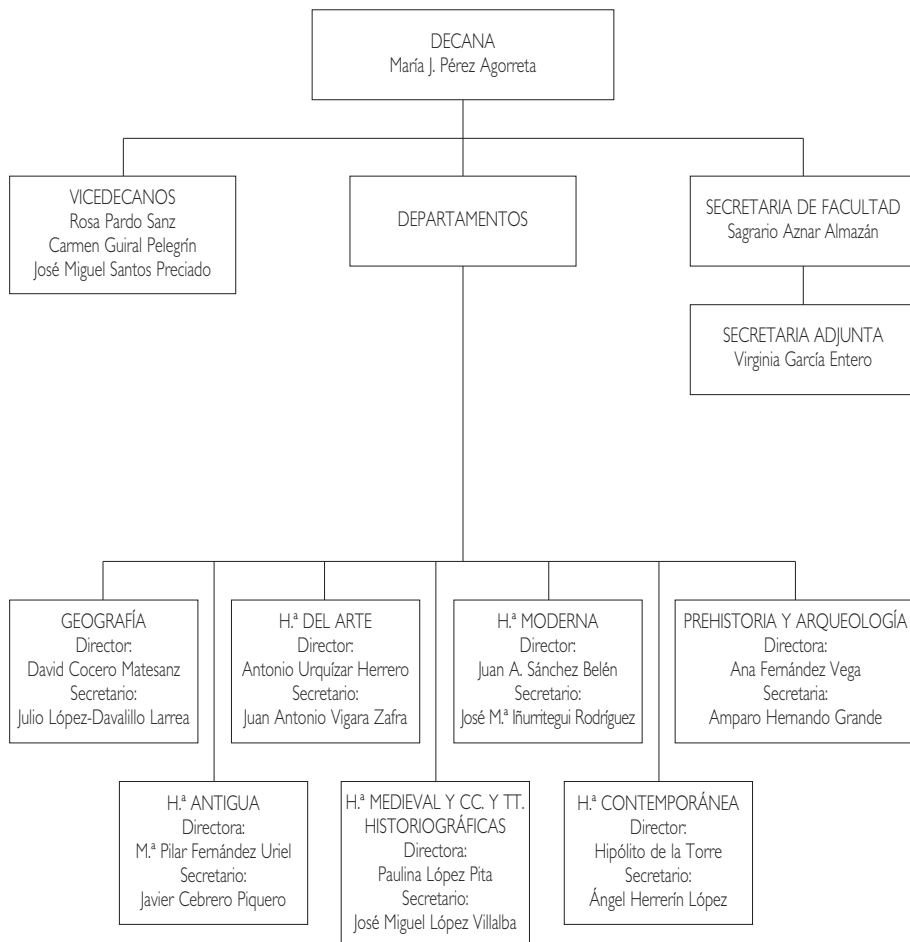 DECANA
María J. Pérez Agorreta
VICEDECANOS
Rosa Pardo Sanz
Carmen Guiral Pelegrín
José Miguel Santos Preciado
DEPARTAMENTOS
SECRETARIA DE FACULTAD
Sagrario Aznar Almazán
SECRETARIA ADJUNTA
Virginia García Entero
GEOGRAFÍA
Director:
David Cocero Matesanz
Secretario:
Julio López-Davalillo Larrea
H.ª DEL ARTE
Director:
Antonio Urquízar Herrero
Secretario:
Juan Antonio Vigara Zafra
H.ª MODERNA
Director:
Juan A. Sánchez Belén
Secretario:
José M.ª Iñurritegui Rodríguez
PREHISTORIA Y ARQUEOLOGÍA
Directora:
Ana Fernández Vega
Secretaria:
Amparo Hernando Grande
H.ª ANTIGUA
Directora:
M.ª Pilar Fernández Uriel
Secretario:
Javier Cebrero Piquero
H.ª MEDIEVAL Y CC. Y TT.
HISTORIOGRÁFICAS
Directora:
Paulina López Pita
Secretario:
José Miguel López Villalba
H.ª CONTEMPORÁNEA
Director:
Hipólito de la Torre
Secretario:
Ángel Herrerín López